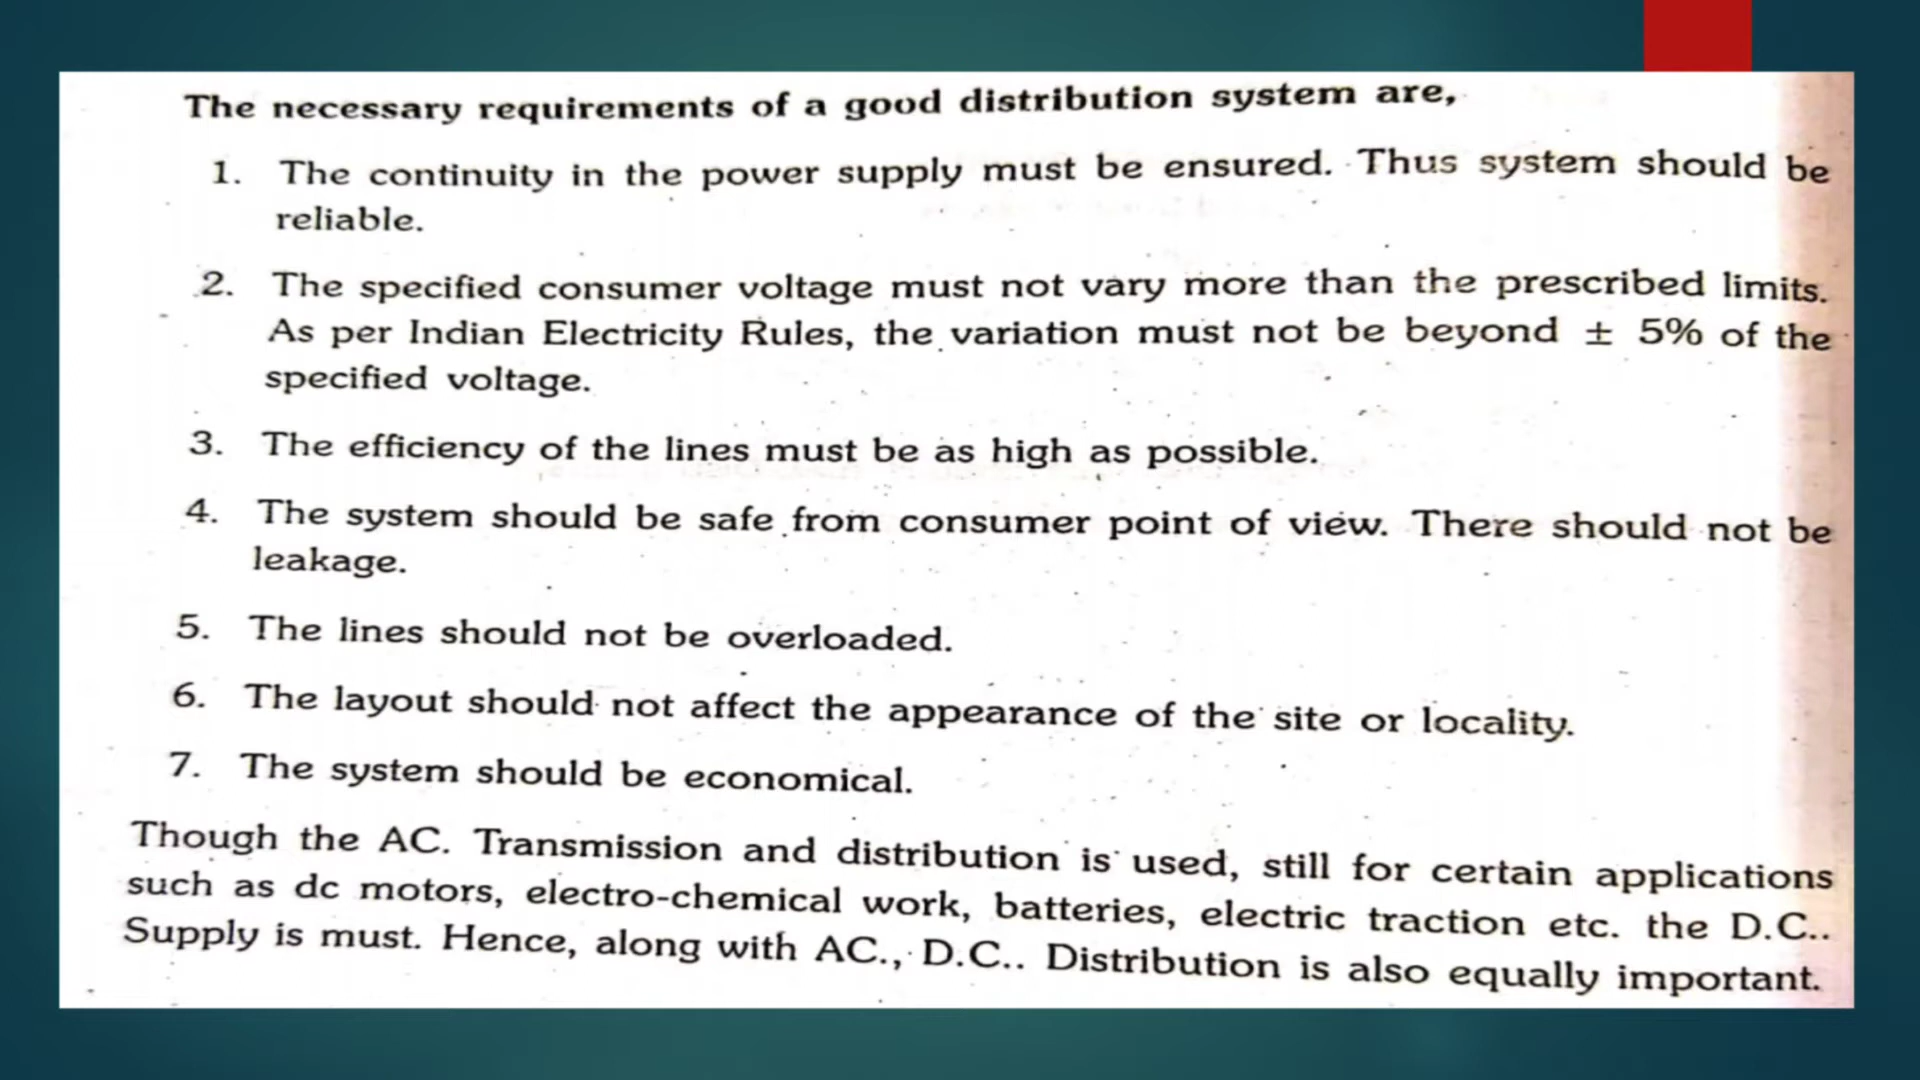 The necessary requirements of a good distribution system are,
1. The continuity in the power supply must be ensured. Thus system should be
reliable.
2. The specified consumer voltage must not vary more than the prescribed limits.
As per Indian Electricity Rules, the variation must not be beyond ± 5% of the
specified voltage.
3. The efficiency of the lines must be as high as possible.
4. The system should be safe from consumer point of view. There should not be
leakage.
5. The lines should not be overloaded.
6. The layout should not affect the appearance of the site or locality.
7. The system should be economical.
Though the AC. Transmission and distribution is used, still for certain applications
such as dc motors, electro-chemical work, batteries, electric traction etc. the D.C..
Supply is must. Hence, along with AC., D.C.. Distribution is also equally important.